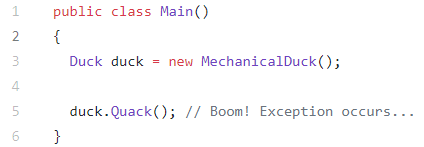 1 public class Main()
2 {
3 Duck duck = new MechanicalDuck();
4
5 duck.Quack(); // Boom! Exception occurs...
6 }